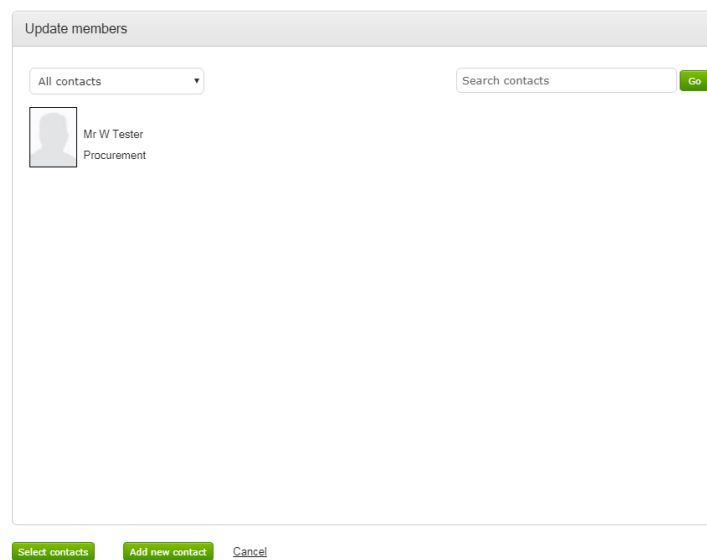 Update members
All contacts
Search contacts
Go
Mr W Tester
Procurement
Select contacts
Add new contact
Cancel